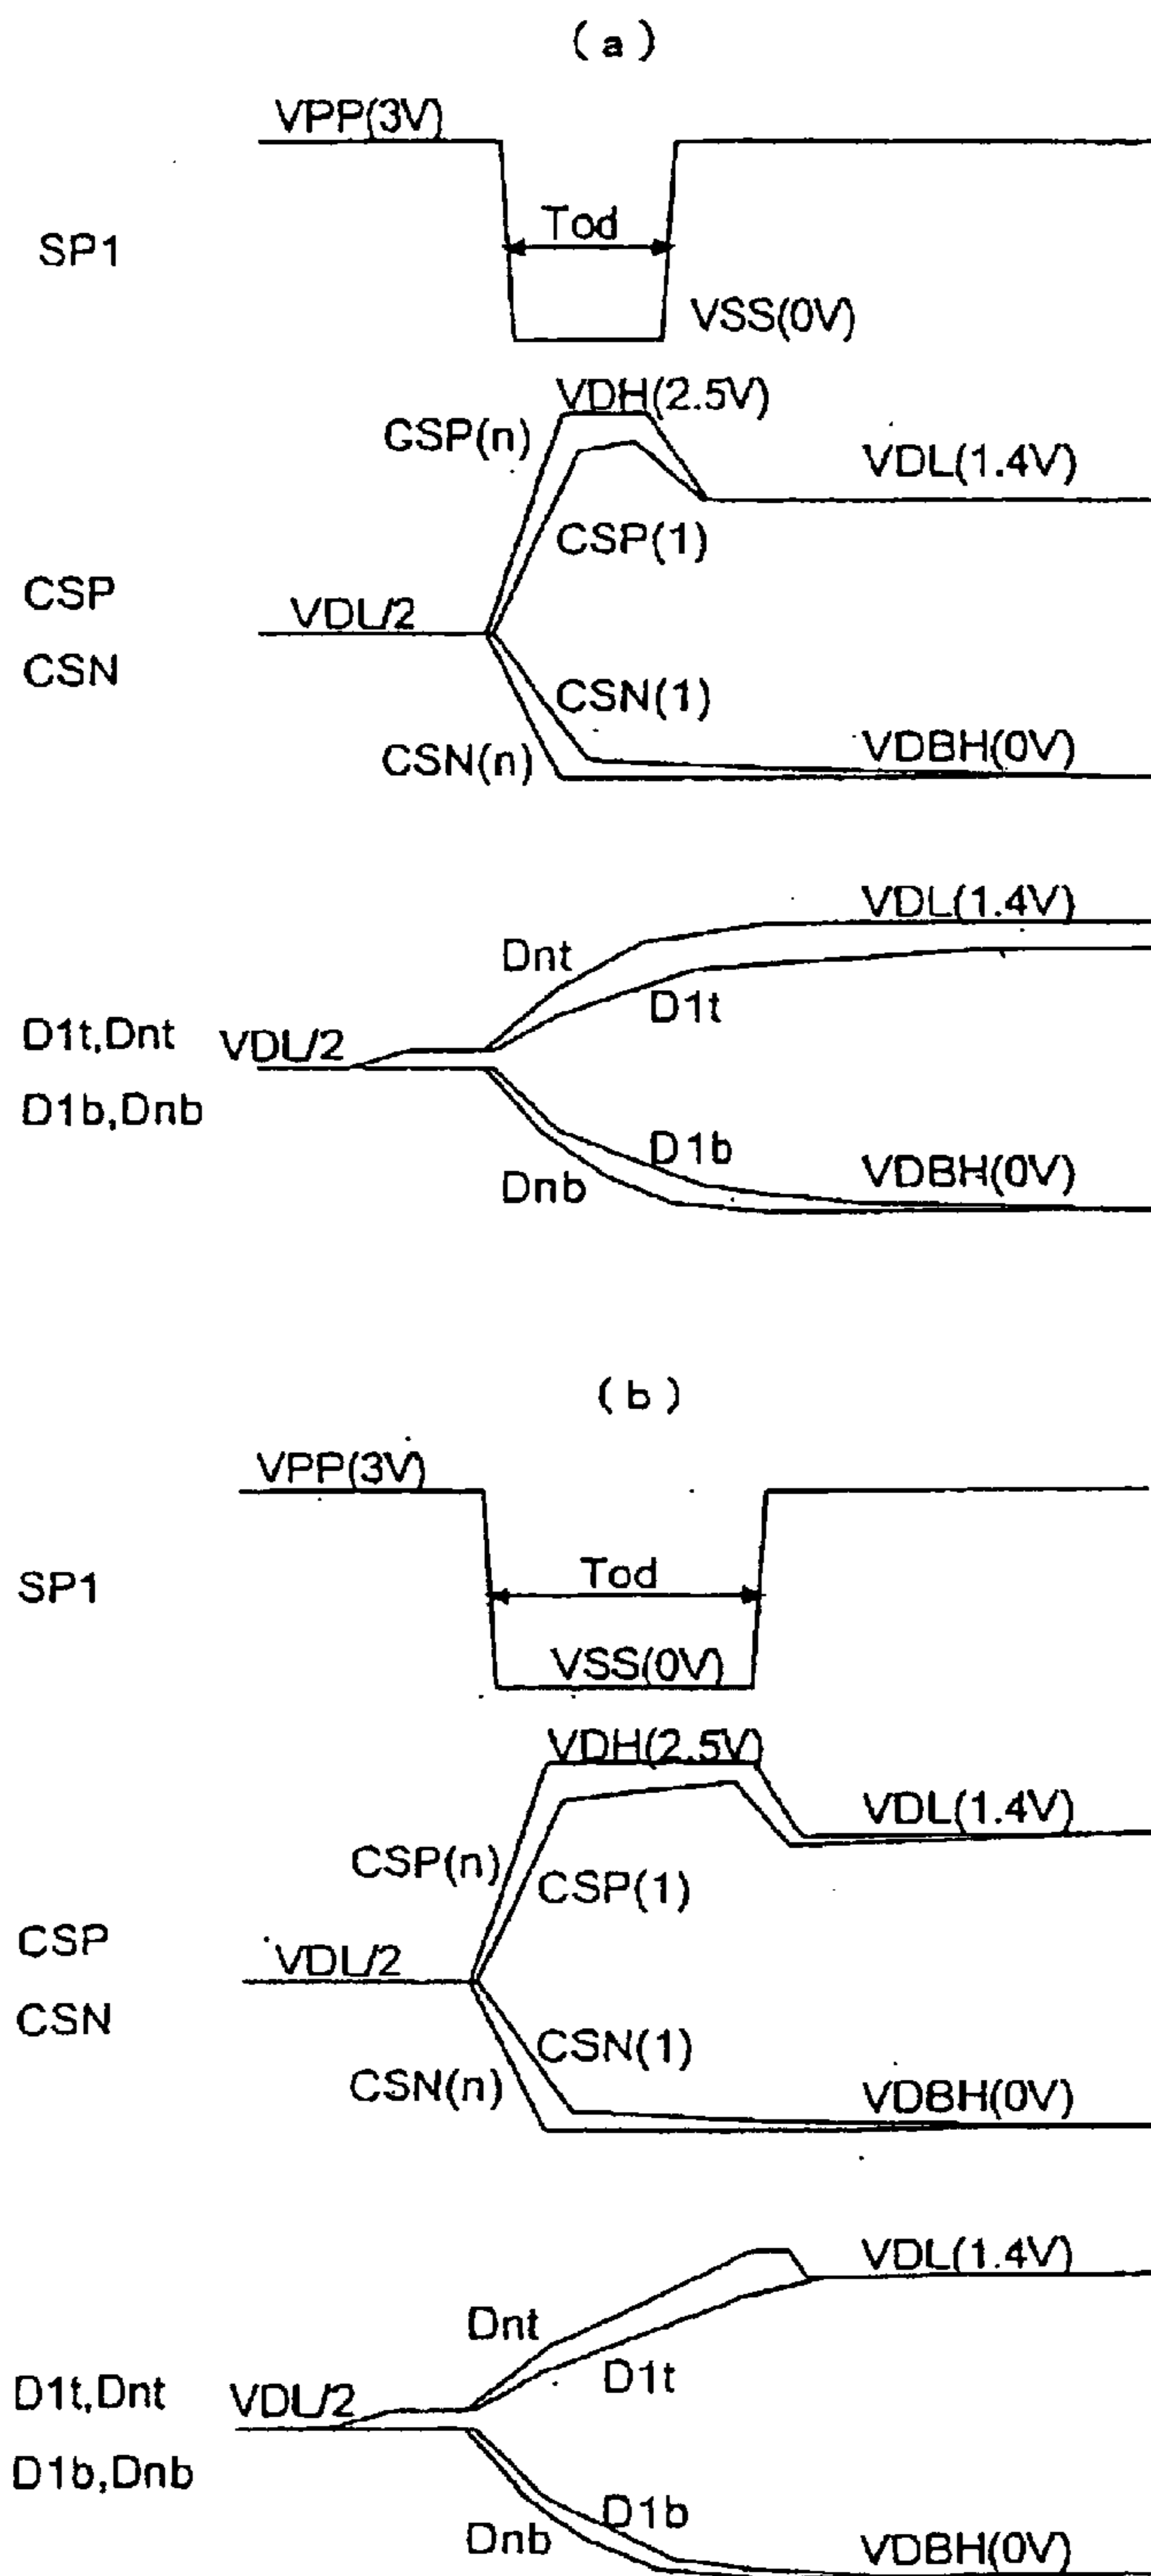 (a)
VPP(3V)
Tod
SP1
VSS(0V)
VDH(2.5V)
CSP(n)
VDL(1.4V)
CSP(1)
CSP
VDL/2
CSN
CSN(1)
VDBH(0V)
CSN(n)
VDL(1.4V)
Dnt
D1t
D1t,Dnt
VDL/2
D1b,Dnb
D1b
VDBH(0V)
Dnb
(b)
VPP(3V)
Tod
SP1
VSS(0V)
VDH(2.5V)
VDL(1.4V)
CSP(n)
CSP(1)
CSP
VDL/2
CSN
CSN(1)
CSN(n)
VDBH(0V)
VDL(1.4V)
Dnt
D1t
D1t,Dnt
VDL/2
D1b,Dnb
D1b
Dnb
VDBH(0V)